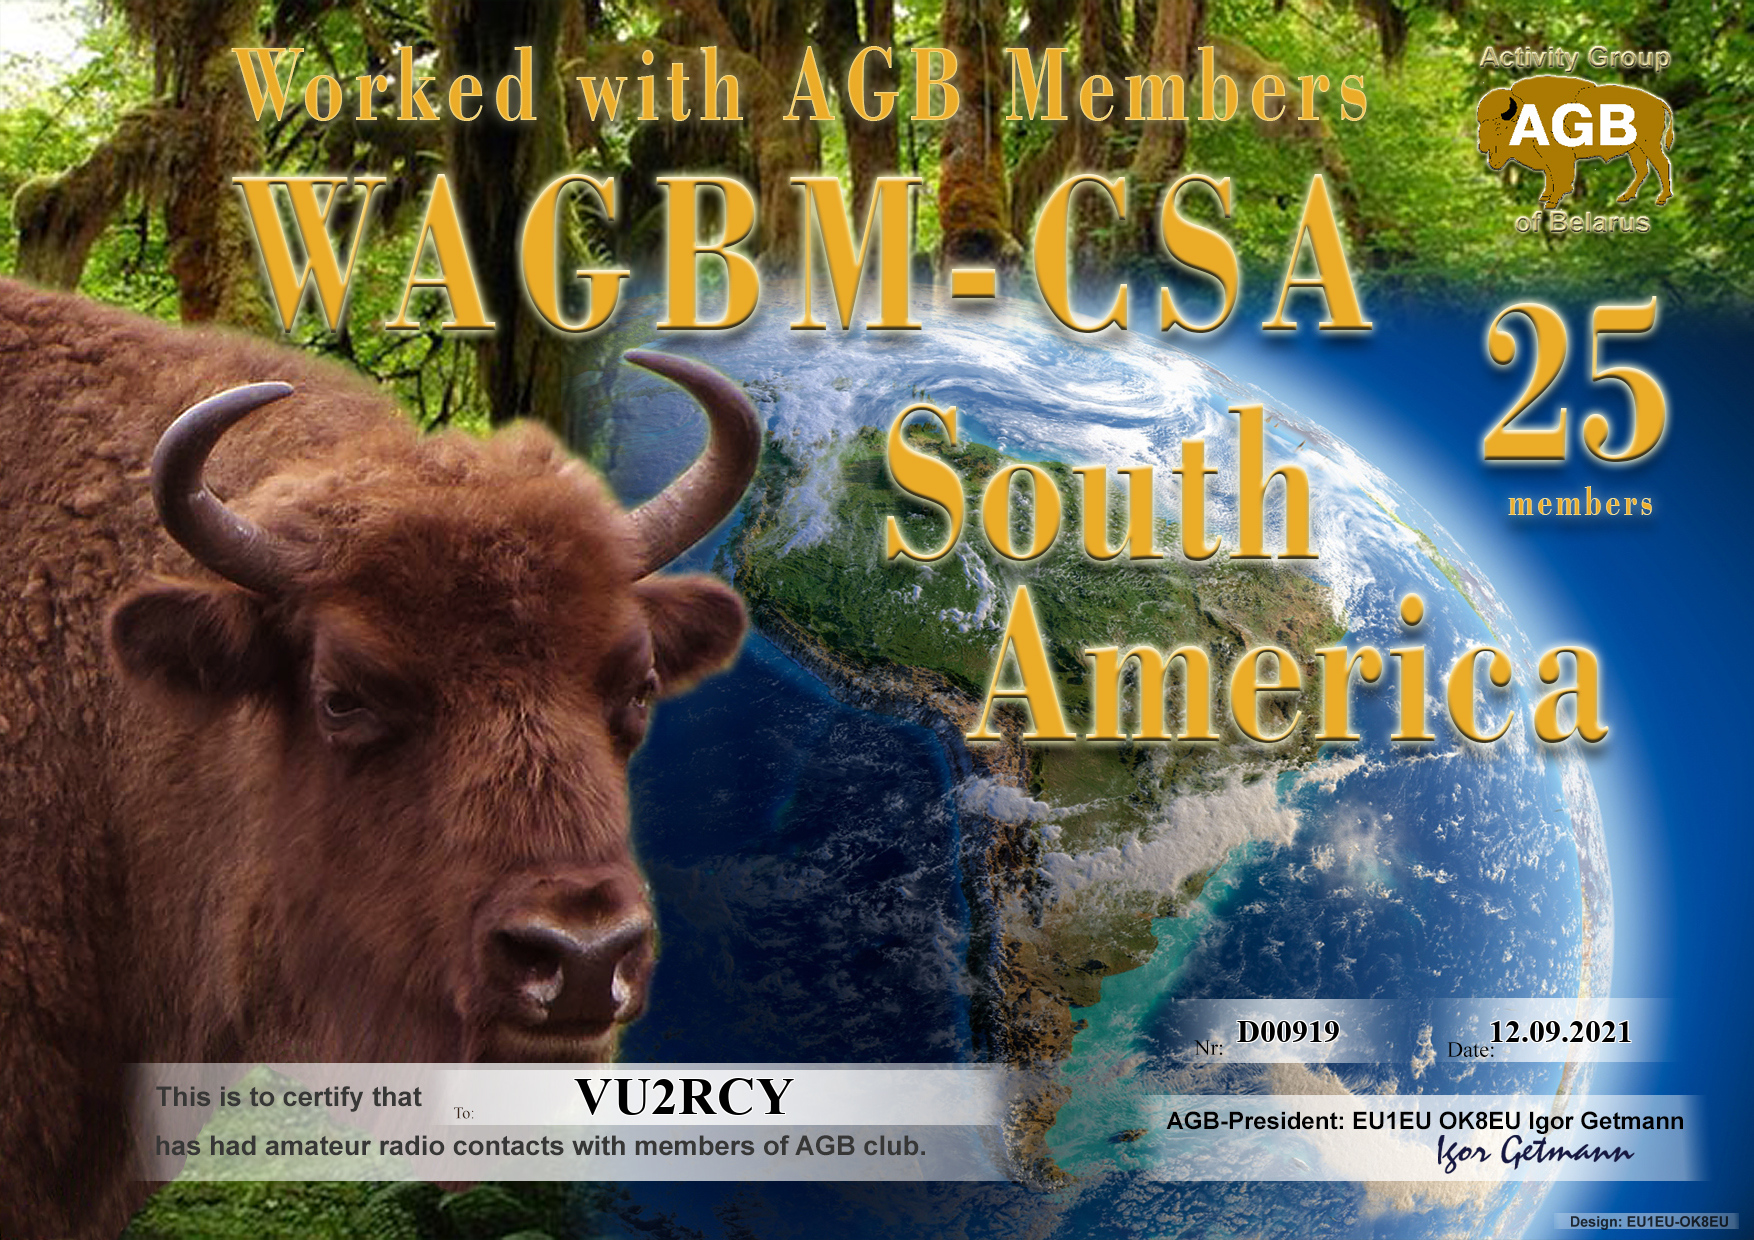 Worked with AGB Members
WAGBM-CSA
Activity Group
AGB
of Belarus
25
members
South
America
Nr: D00919
Date: 12.09.2021
This is to certify that
To: VU2RCY
has had amateur radio contacts with members of AGB club.
AGB-President: EU1EU OK8EU Igor Getmann
Igor Getmann
Design: EU1EU-OK8EU